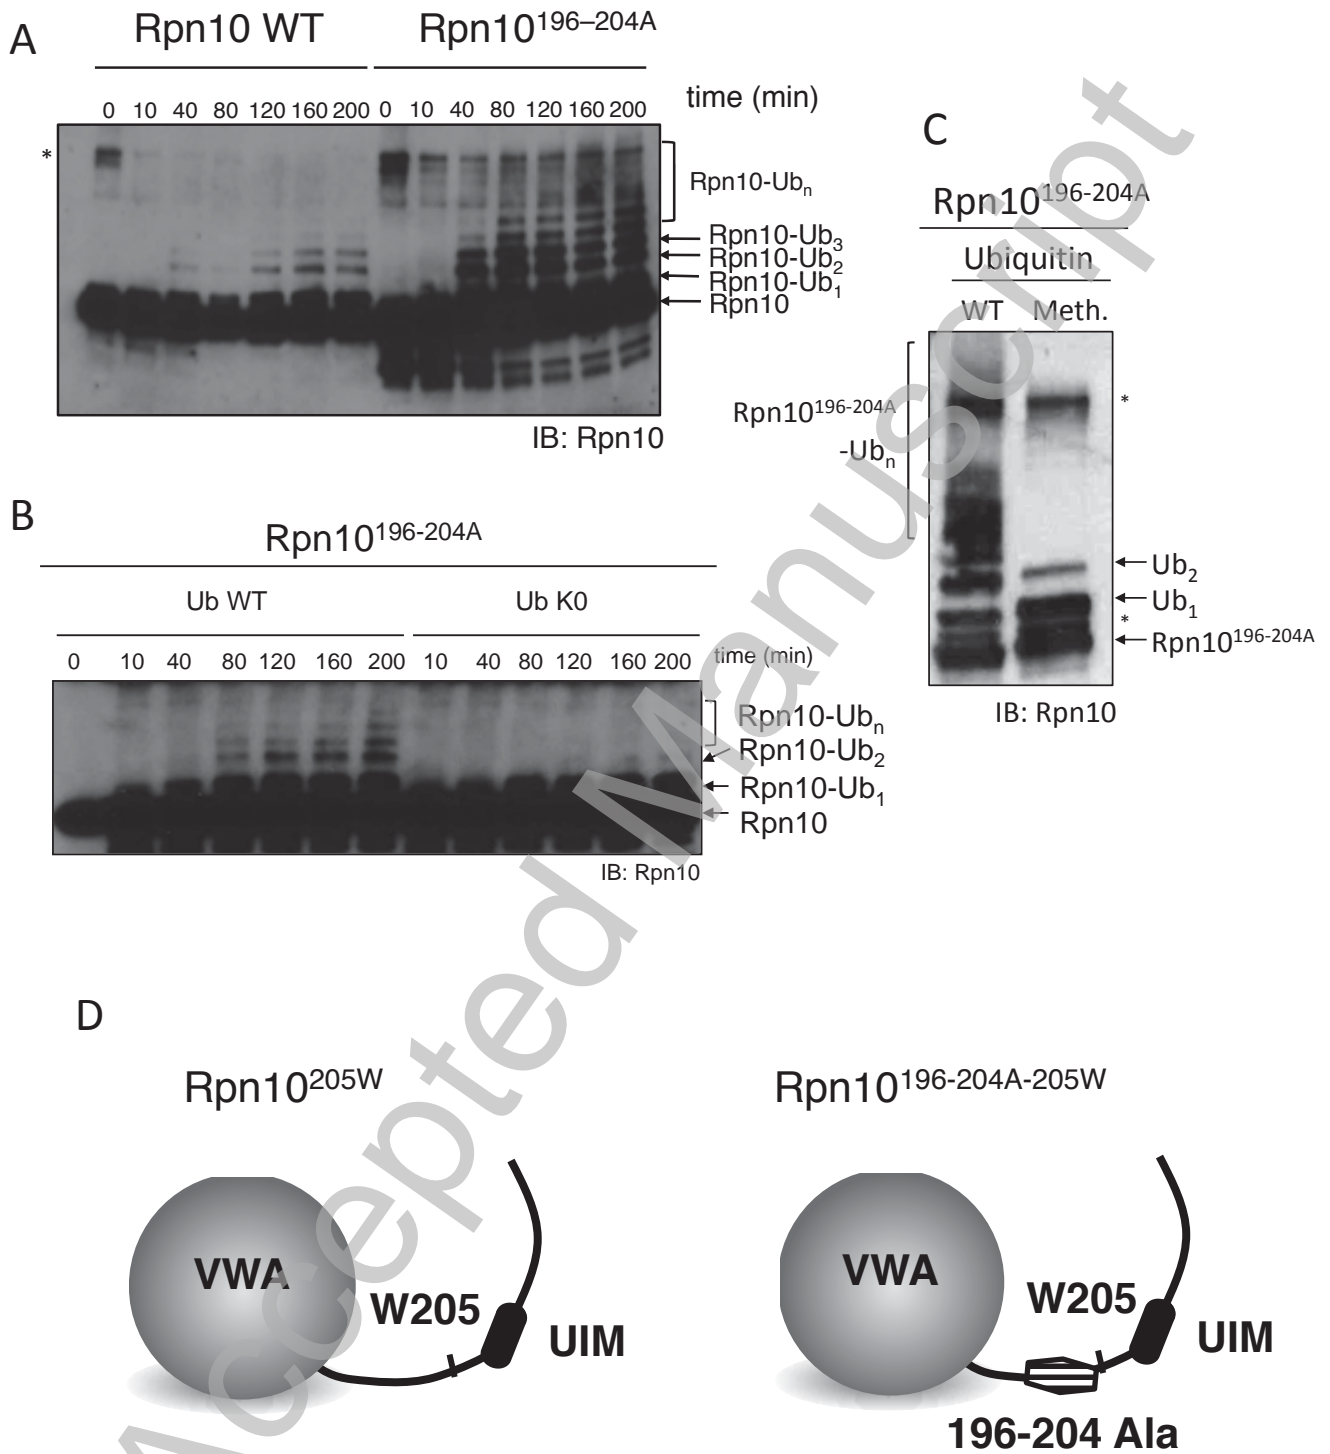 A
Rpn10 WT
Rpn10196–204A
0 10 40 80 120 160 200 0 10 40 80 120 160 200
time (min)
*
Rpn10-Ubn
Rpn10-Ub3
Rpn10-Ub2
Rpn10-Ub1
Rpn10
IB: Rpn10
B
Rpn10196-204A
Ub WT
Ub K0
0 10 40 80 120 160 200 10 40 80 120 160 200
time (min)
Rpn10-Ubn
Rpn10-Ub2
Rpn10-Ub1
Rpn10
IB: Rpn10
C
Rpn10196-204A
Ubiquitin
WT Meth.
Rpn10196-204A
-Ubn
*
Ub2
Ub1
*
Rpn10196-204A
IB: Rpn10
D
Rpn10205W
VWA
W205
UIM
Rpn10196-204A-205W
VWA
W205
UIM
196-204 Ala
Accepted Manuscript